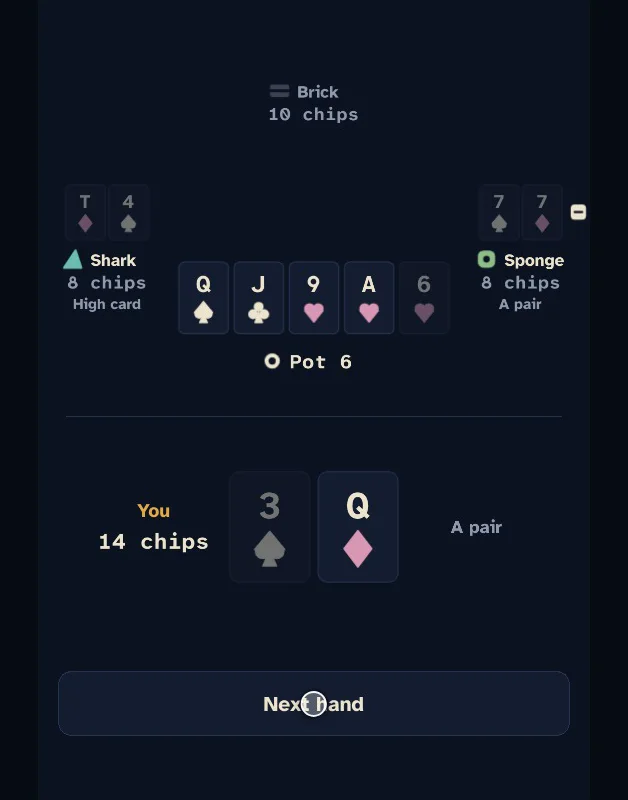 Brick
10 chips
T 4
7 7
Shark
8 chips
High card
Sponge
8 chips
A pair
Q J 9 A 6
Pot 6
You
14 chips
3 Q
A pair
Next hand